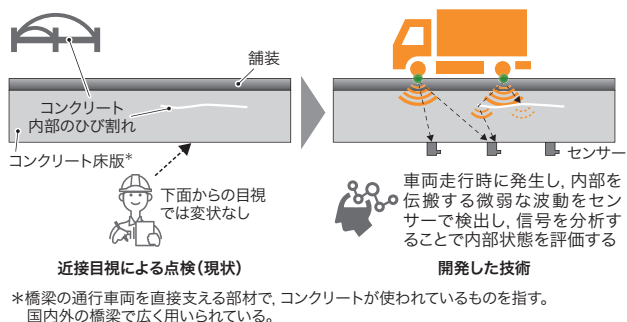 舗装
コンクリート
内部のひび割れ
コンクリート床版*
下面からの目視
では変状なし
近接目視による点検(現状)
センサー
車両走行時に発生し, 内部を
伝搬する微弱な波動をセン
サーで検出し, 信号を分析す
ることで内部状態を評価する
開発した技術
*橋梁の通行車両を直接支える部材で, コンクリートが使われているものを指す。
国内外の橋梁で広く用いられている。